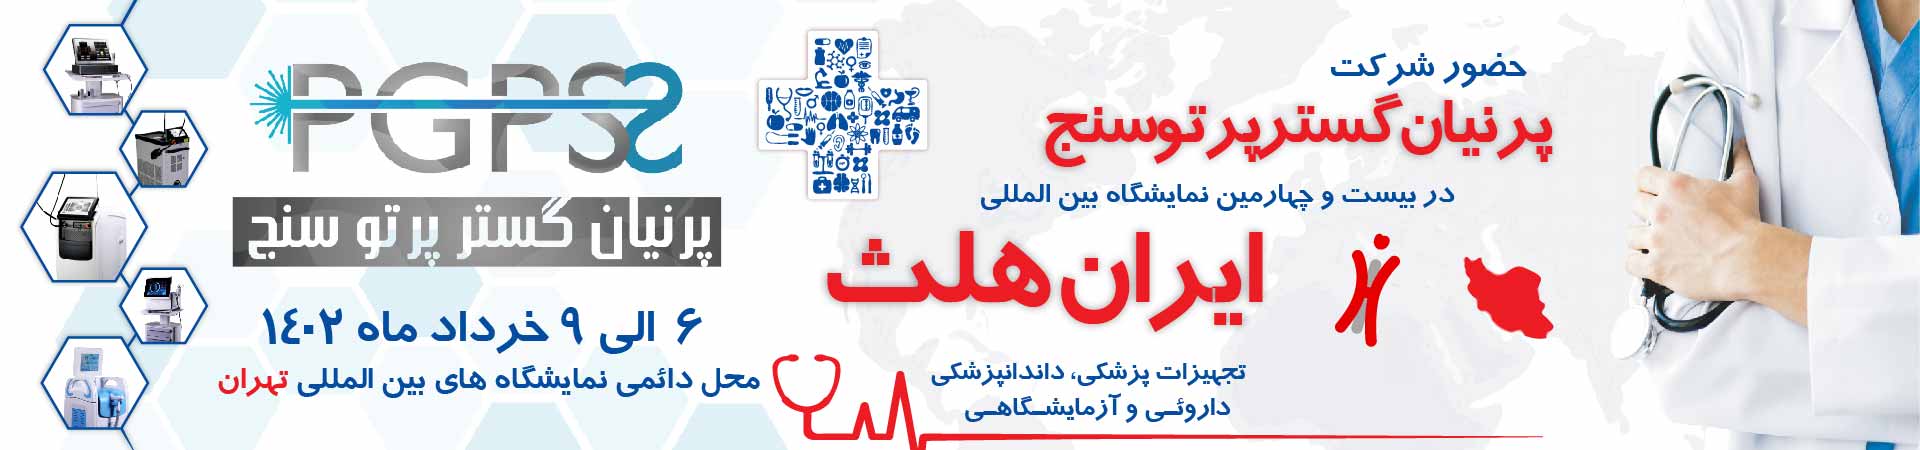 حضور شرکت
پرنیان گستر پرتو سنج
در بیست و چهارمین نمایشگاه بین المللی
ایران هلث
تجهیزات پزشکی، داندانپزشکی
داروئی و آزمایشگاهی
PGPS
پرنیان گستر پرتو سنج
۶ الی ۹ خرداد ماه ۱۴۰۲
محل دائمی نمایشگاه های بین المللی تهران